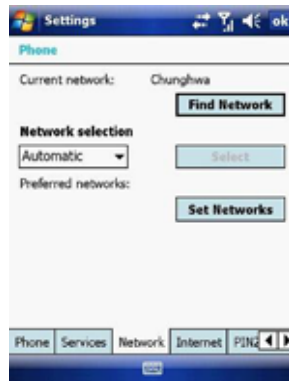 Settings
ok
Phone
Current network: Chunghwa
Find Network
Network selection
Automatic
Select
Preferred networks:
Set Networks
Phone Services Network Internet PIN2